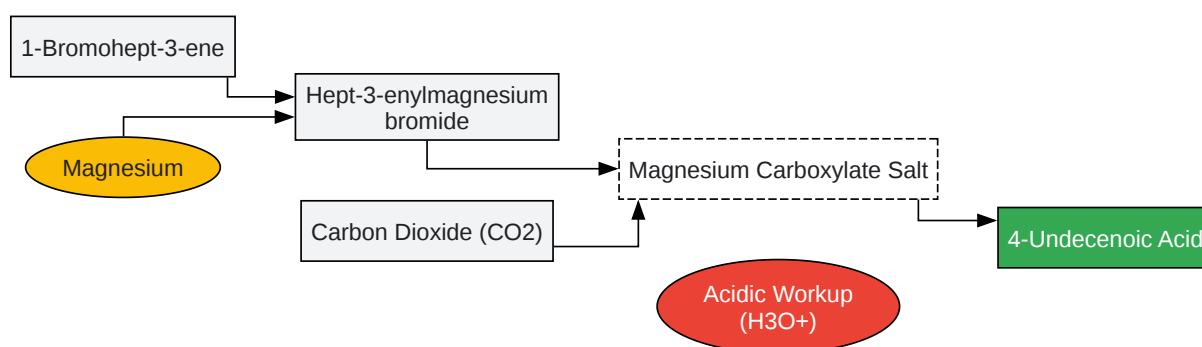 1-Bromohept-3-ene
Hept-3-enylmagnesium
bromide
Magnesium
Magnesium Carboxylate Salt
Carbon Dioxide (CO2)
4-Undecenoic Acid
Acidic Workup
(H3O+)